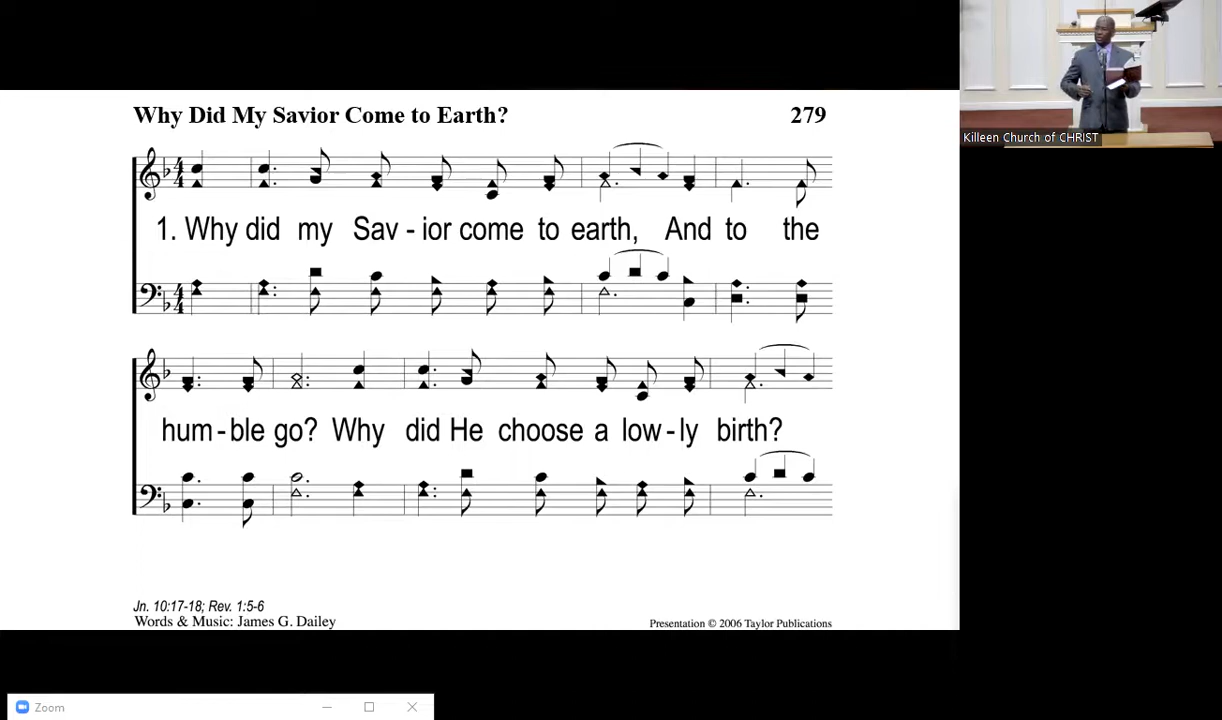 Why Did My Savior Come to Earth? 279
Killeen Church of CHRIST
1. Why did my Sav - ior come to earth, And to the
hum - ble go? Why did He choose a low - ly birth?
Jn. 10:17-18; Rev. 1:5-6
Words & Music: James G. Dailey
Presentation © 2006 Taylor Publications
Zoom